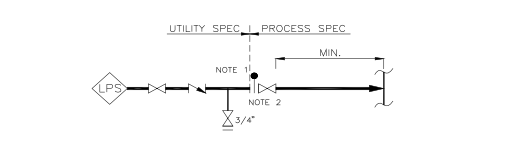 UTILITY SPEC PROCESS SPEC
MIN.
NOTE 1
LPS
NOTE 2
3/4"